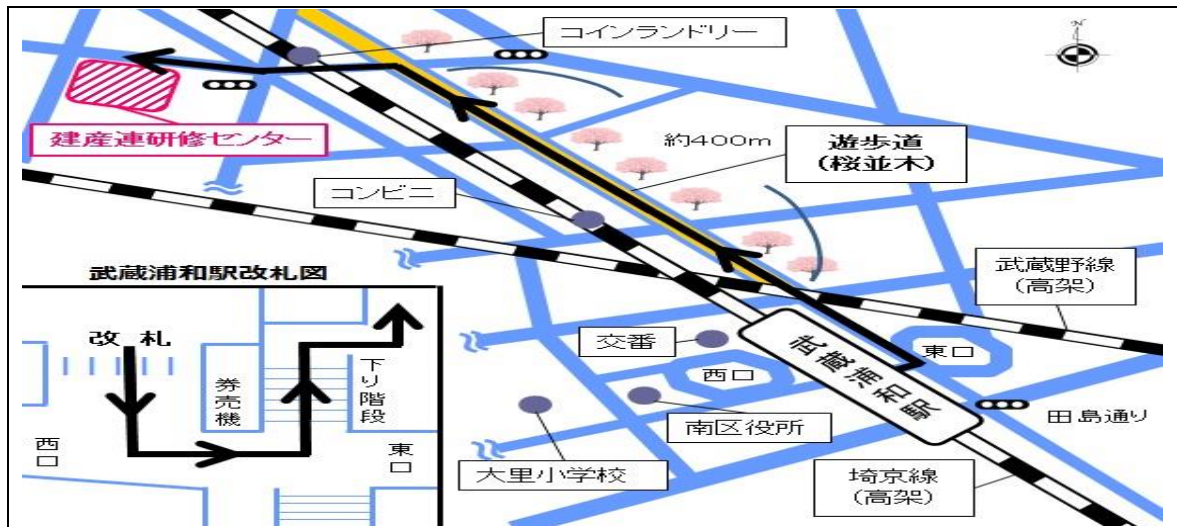 コインランドリー
N
建産連研修センター
約400m
遊歩道
(桜並木)
コンビニ
武蔵野線
(高架)
武蔵浦和駅改札図
改札
券売機
下り階段
西口
東口
交番
西口
武蔵浦和駅
東口
南区役所
田島通り
大里小学校
埼京線
(高架)